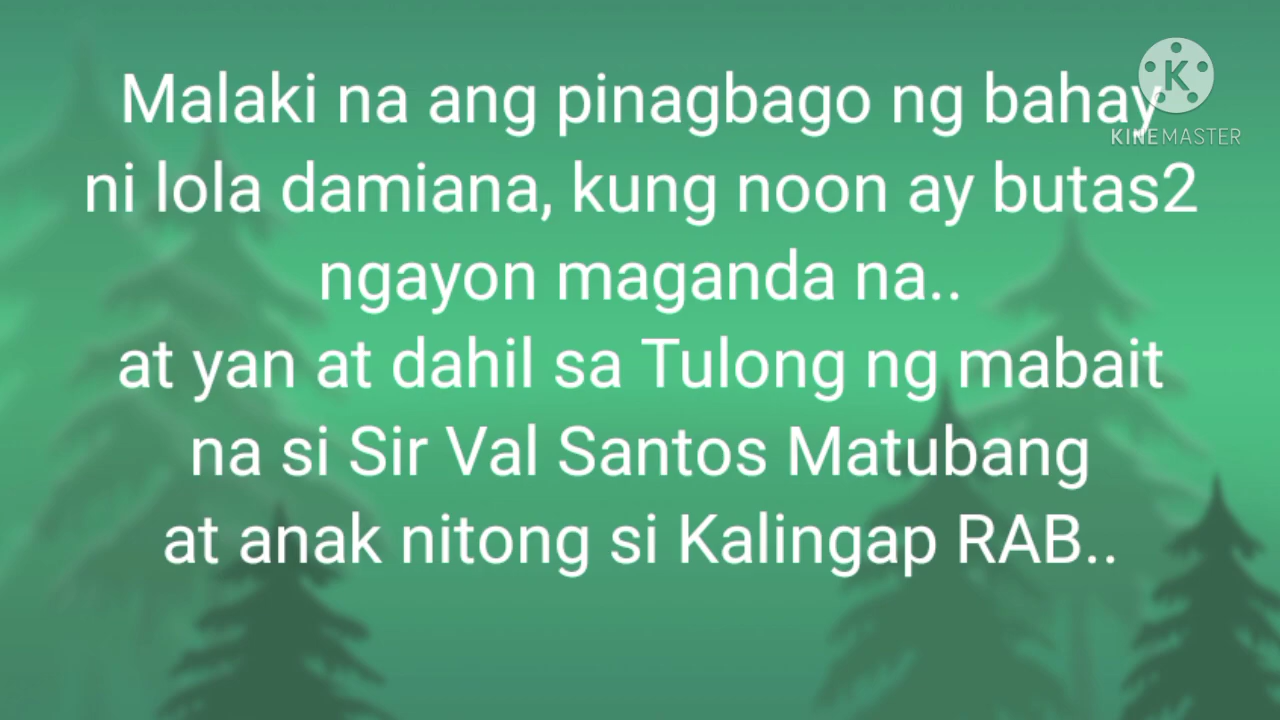 Malaki na ang pinagbago ng bahay
ni lola damiana, kung noon ay butas2
ngayon maganda na..
at yan at dahil sa Tulong ng mabait
na si Sir Val Santos Matubang
at anak nitong si Kalingap RAB..
K
KINEMASTER